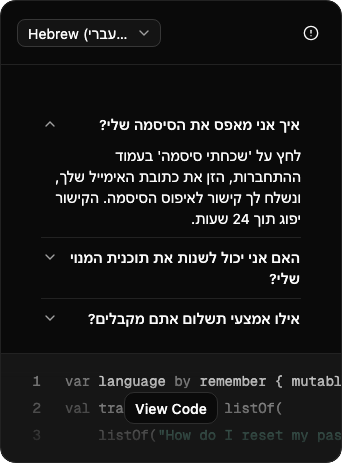 Hebrew (עברי...
איך אני מאפס את הסיסמה שלי?
לחץ על 'שכחתי סיסמה' בעמוד
ההתחברות, הזן את כתובת האימייל שלך,
ונשלח לך קישור לאיפוס הסיסמה. הקישור
יפוג תוך 24 שעות.
האם אני יכול לשנות את תוכנית המנוי
שלי?
אילו אמצעי תשלום אתם מקבלים?
1 var language by remember { mutabl
2 val tra listOf(
View Code
3 listOf("How do I reset my pas